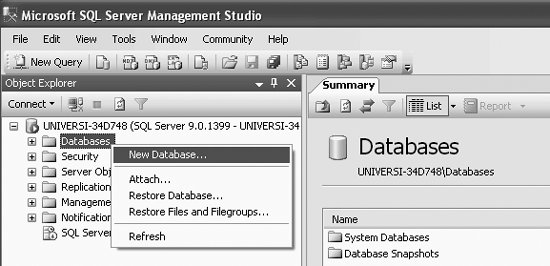 Microsoft SQL Server Management Studio
File Edit View Tools Window Community Help
New Query
Object Explorer
Connect
UNIVERSI-34D748 (SQL Server 9.0.1399 - UNIVERSI-34
Databases
Security
Server Obj
Replication
Management
Notification
SQL Server
New Database...
Attach...
Restore Database...
Restore Files and Filegroups...
Refresh
Summary
List Report
Databases
UNIVERSI-34D748\Databases
Name
System Databases
Database Snapshots